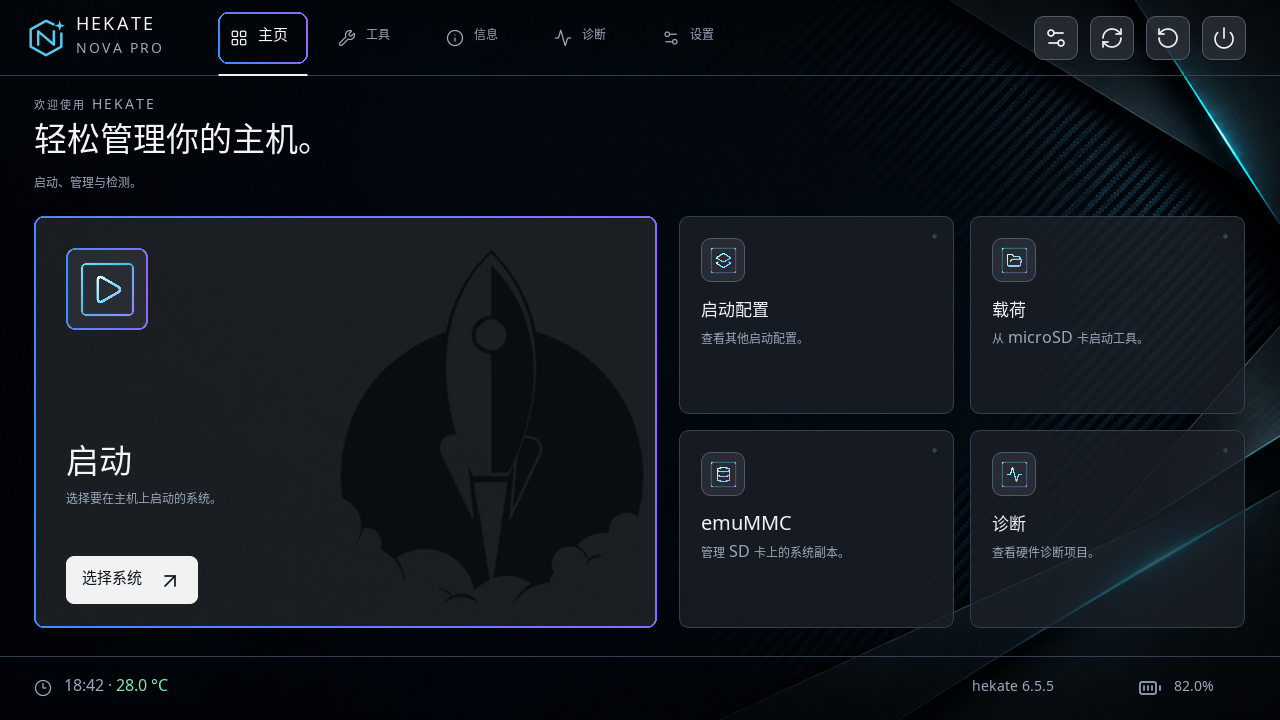 HEKATE
NOVA PRO
主页
工具
信息
诊断
设置
欢迎使用 HEKATE
轻松管理你的主机。
启动、管理与检测。
启动
选择要在主机上启动的系统。
选择系统
启动配置
查看其他启动配置。
载荷
从 microSD 卡启动工具。
emuMMC
管理 SD 卡上的系统副本。
诊断
查看硬件诊断项目。
18:42 · 28.0 °C
hekate 6.5.5
82.0%